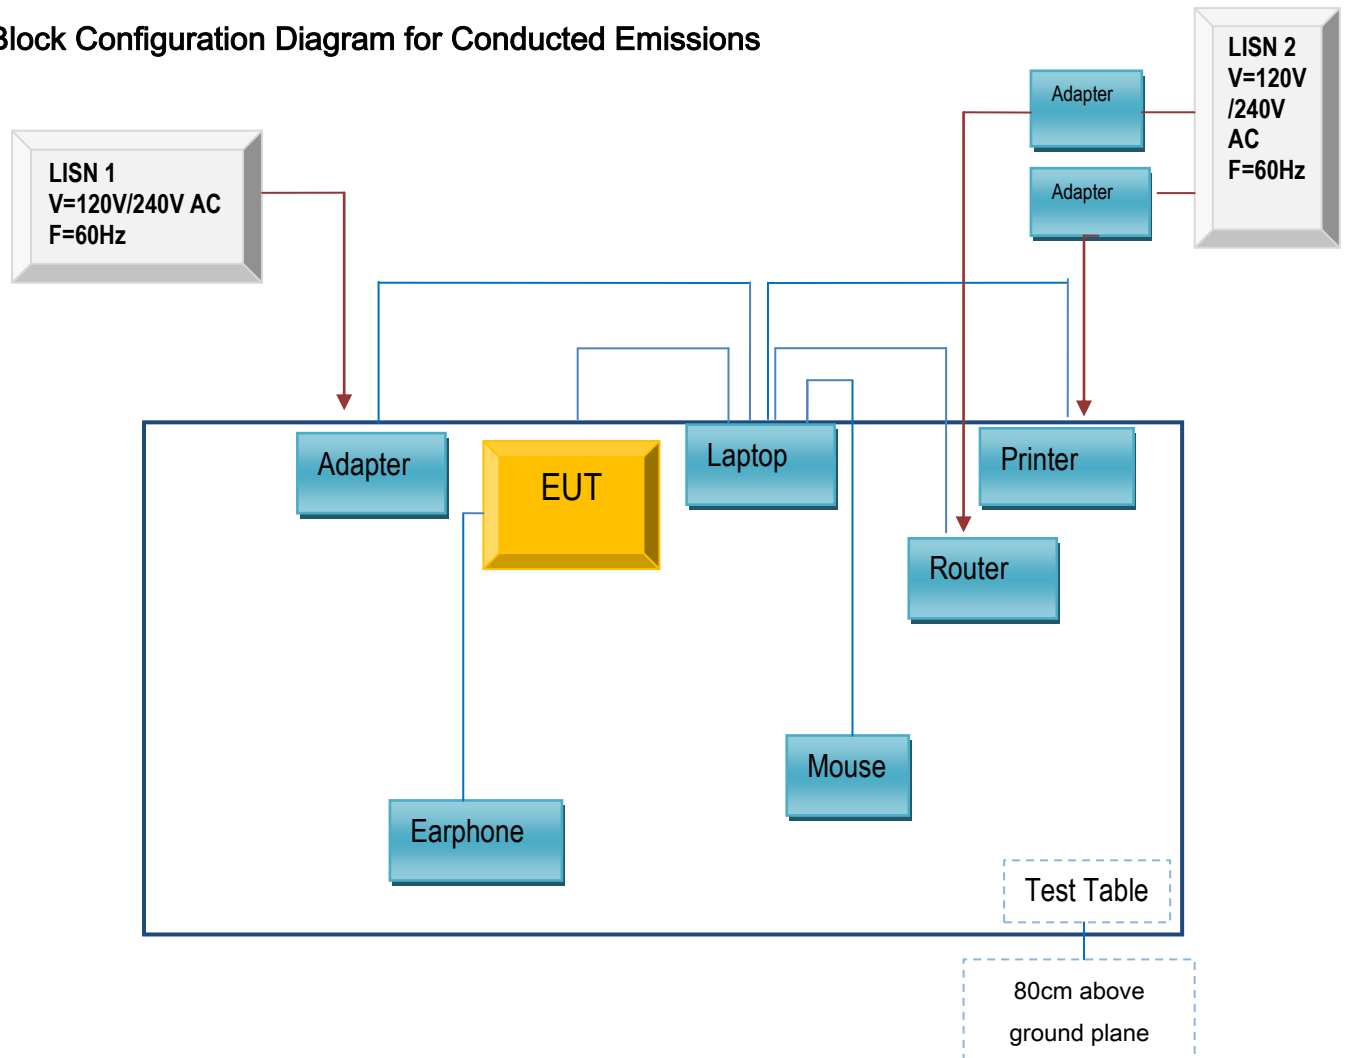 Block Configuration Diagram for Conducted Emissions
LISN 2
V=120V
/240V
AC
F=60Hz
Adapter
Adapter
LISN 1
V=120V/240V AC
F=60Hz
Adapter
EUT
Laptop
Printer
Router
Mouse
Earphone
Test Table
80cm above
ground plane